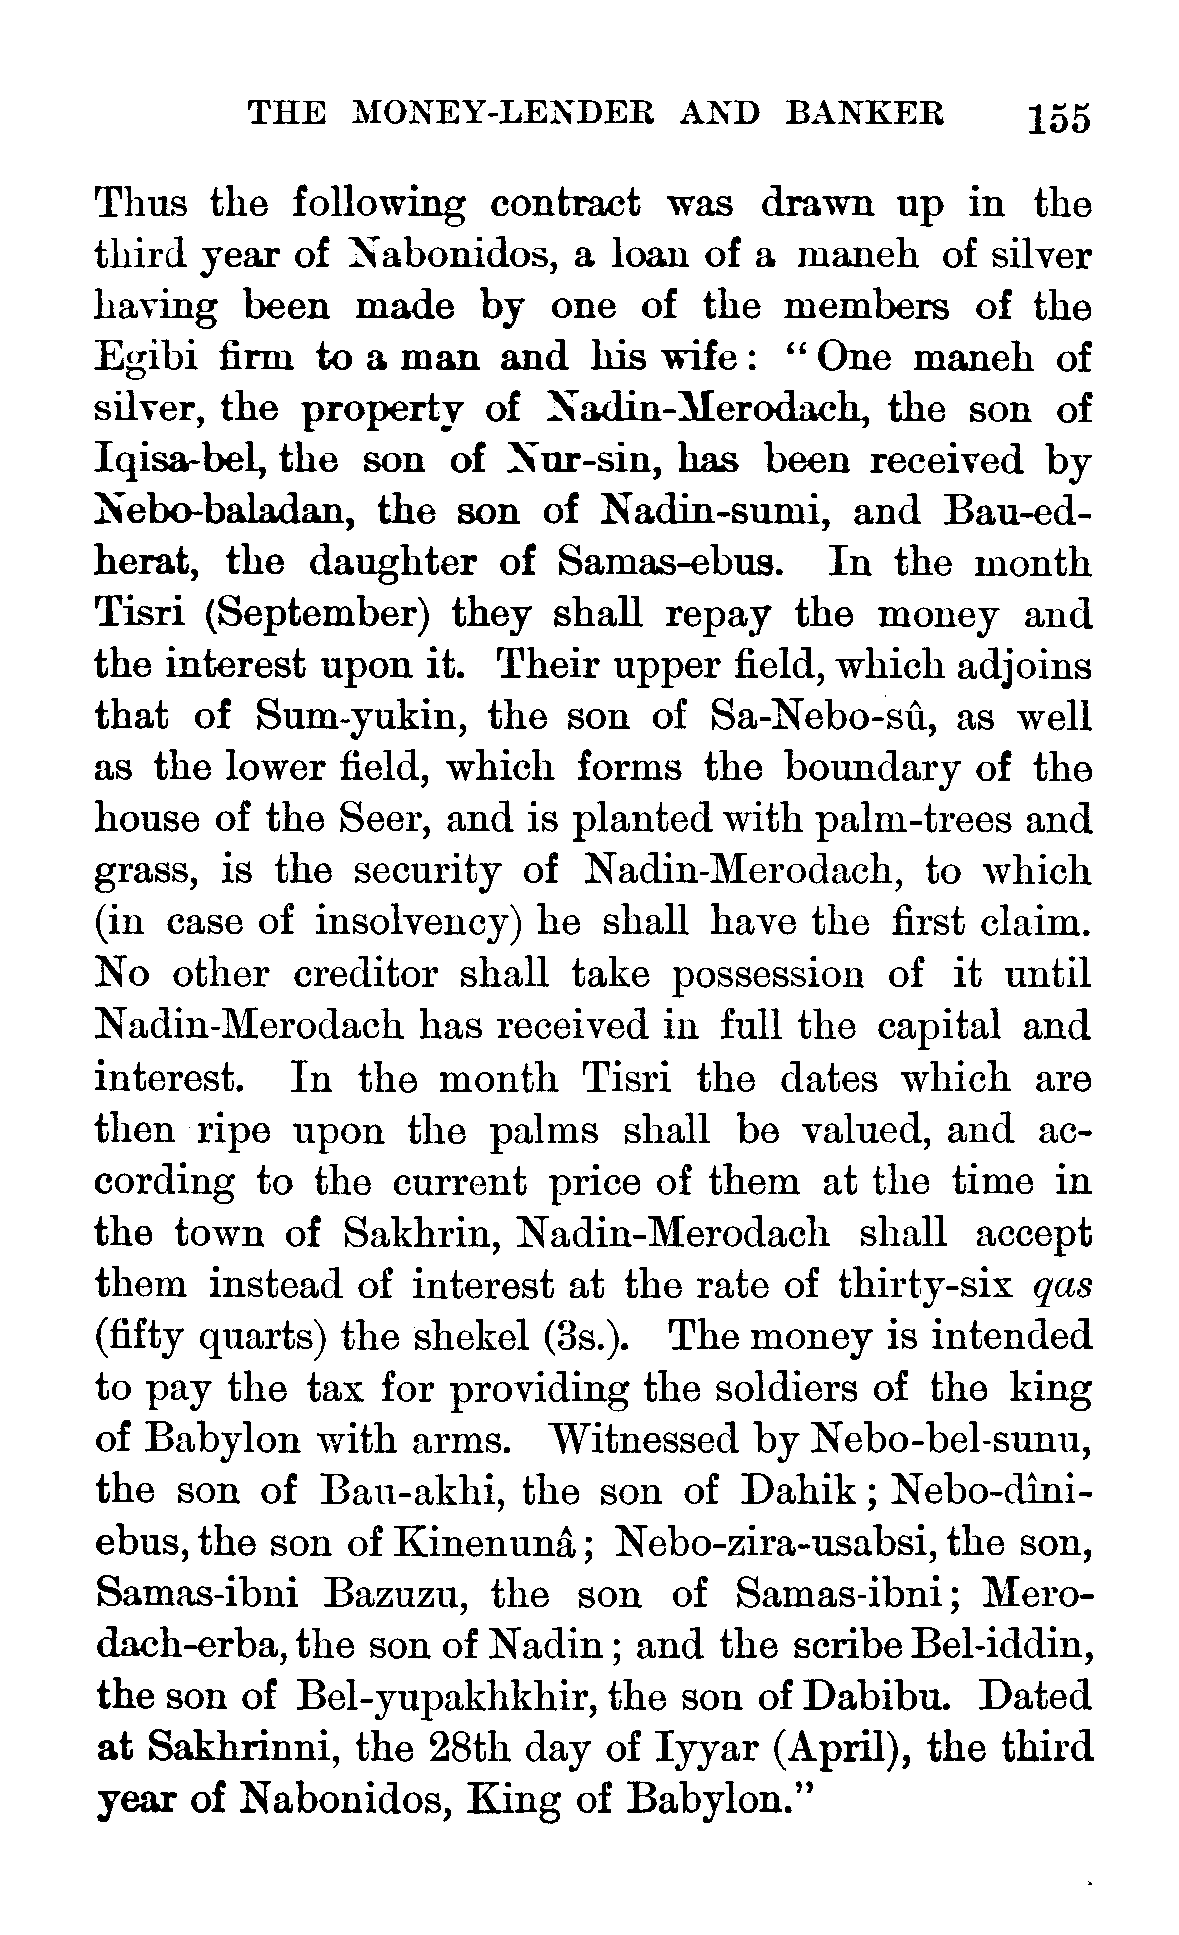 THE MONEY-LENDER AND BANKER 155
Thus the following contract was drawn up in the
third year of Nabonidos, a loan of a maneh of silver
having been made by one of the members of the
Egibi firm to a man and his wife: “One maneh of
silver, the property of Nadin-Merodach, the son of
Iqisa-bel, the son of Nur-sin, has been received by
Nebo-baladan, the son of Nadin-sumi, and Bau-ed-
herat, the daughter of Samas-ebus. In the month
Tisri (September) they shall repay the money and
the interest upon it. Their upper field, which adjoins
that of Sum-yukin, the son of Sa-Nebo-sû, as well
as the lower field, which forms the boundary of the
house of the Seer, and is planted with palm-trees and
grass, is the security of Nadin-Merodach, to which
(in case of insolvency) he shall have the first claim.
No other creditor shall take possession of it until
Nadin-Merodach has received in full the capital and
interest. In the month Tisri the dates which are
then ripe upon the palms shall be valued, and ac-
cording to the current price of them at the time in
the town of Sakhrin, Nadin-Merodach shall accept
them instead of interest at the rate of thirty-six qas
(fifty quarts) the shekel (3s.). The money is intended
to pay the tax for providing the soldiers of the king
of Babylon with arms. Witnessed by Nebo-bel-sunu,
the son of Bau-akhi, the son of Dahik; Nebo-dîni-
ebus, the son of Kinenunâ; Nebo-zira-usabsi, the son,
Samas-ibni Bazuzu, the son of Samas-ibni; Mero-
dach-erba, the son of Nadin; and the scribe Bel-iddin,
the son of Bel-yupakhkhir, the son of Dabibu. Dated
at Sakhrinni, the 28th day of Iyyar (April), the third
year of Nabonidos, King of Babylon.”